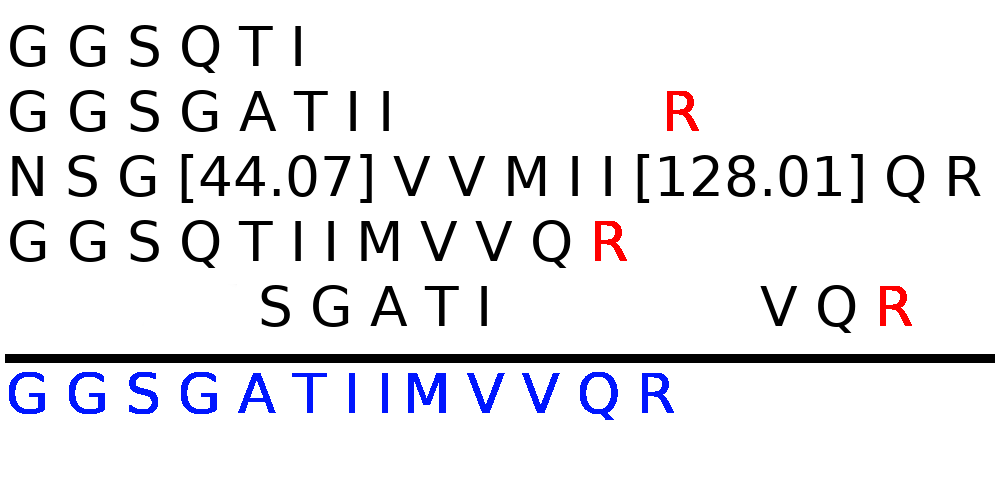 G G S Q T I
G G S G A T I I R
N S G [44.07] V V M I I [128.01] Q R
G G S Q T I I M V V Q R
S G A T I V Q R
G G S G A T I I M V V Q R